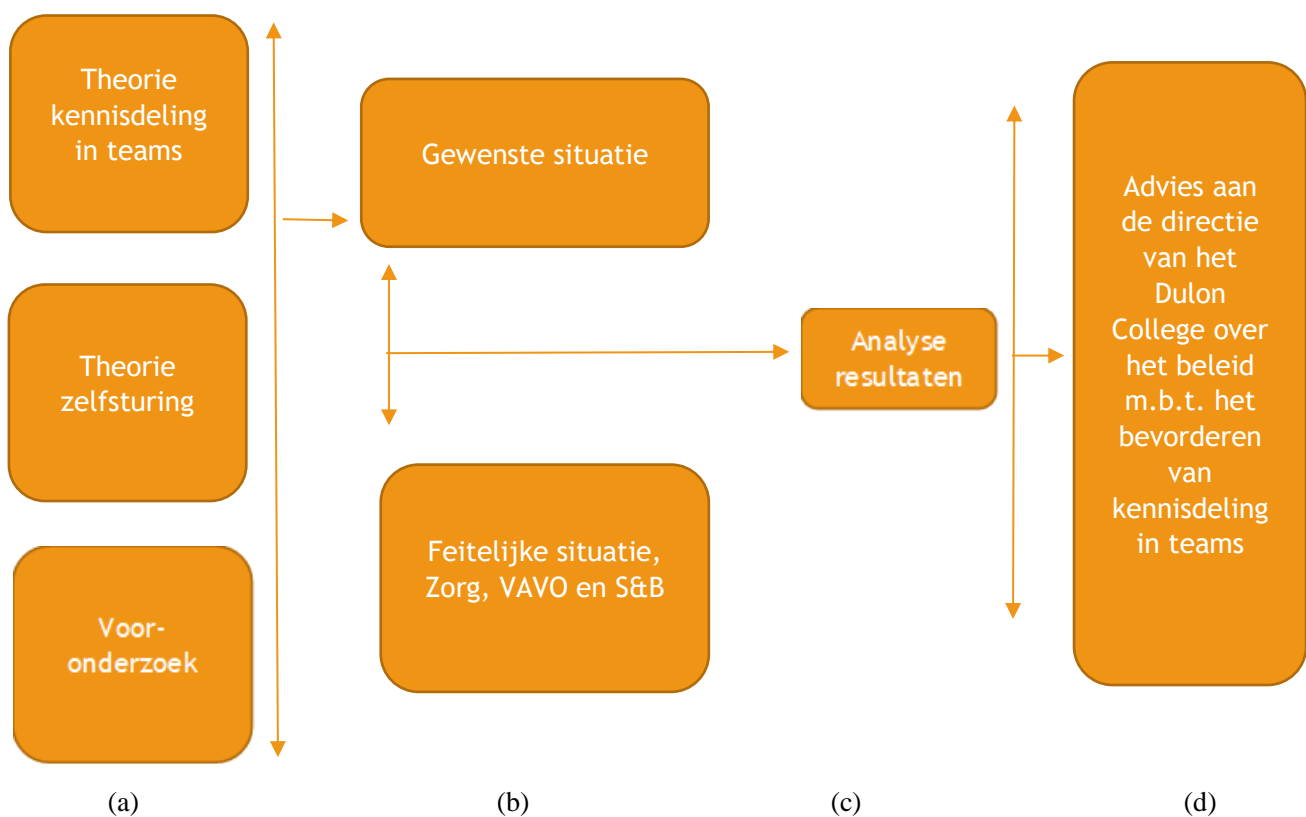 Theorie
kennisdeling
in teams
Theorie
zelfsturing
Voor-
onderzoek
Gewenste situatie
Feitelijke situatie,
Zorg, VAVO en S&B
Analyse
resultaten
Advies aan
de directie
van het
Dulon
College over
het beleid
m.b.t. het
bevorderen
van
kennisdeling
in teams
(a) (b) (c) (d)